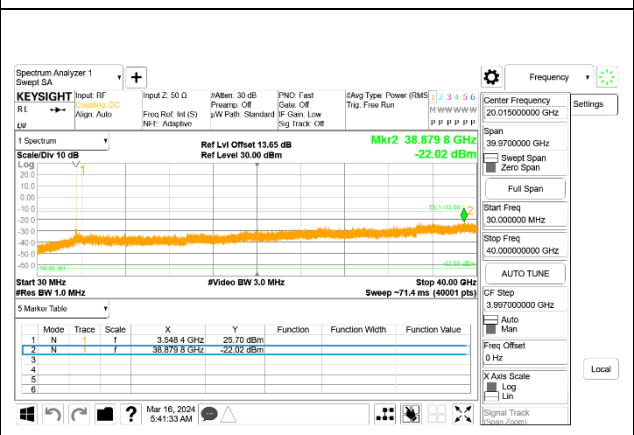 Spectrum Analyzer 1
Swept SA
+
Frequency
KEYSIGHT
Input: RF
Coupling: DC
Align: Auto
Input Z: 50 Ω
Freq Ref: Int (S)
NFE: Adaptive
#Atten: 30 dB
Preamp: Off
µW Path: Standard
PNO: Fast
Gate: Off
IF Gain: Low
Sig Track: Off
#Avg Type: Power (RMS
Trig: Free Run
1 2 3 4 5 6
M W W W W W
P P P P P P
RL
Center Frequency
20.015000000 GHz
Settings
Span
39.9700000 GHz
Swept Span
Zero Span
Full Span
Start Freq
30.000000 MHz
Stop Freq
40.000000000 GHz
AUTO TUNE
CF Step
3.997000000 GHz
Auto
Man
Freq Offset
0 Hz
X Axis Scale
Log
Lin
Signal Track
(Span Zoom)
Local
1 Spectrum
Scale/Div 10 dB
Log
Ref Lvl Offset 13.65 dB
Ref Level 30.00 dBm
Mkr2 38.879 8 GHz
-22.02 dBm
20.0
10.0
0.0
-10.0
-20.0
-30.0
-40.0
-50.0
-60.0
1
2
Start 30 MHz
#Res BW 1.0 MHz
#Video BW 3.0 MHz
Stop 40.00 GHz
Sweep ~71.4 ms (40001 pts)
5 Marker Table
Mode Trace Scale X Y Function Function Width Function Value
1 N 1 f 3.548 4 GHz 25.70 dBm
2 N 1 f 38.879 8 GHz -22.02 dBm
3
4
5
6
?
Mar 16, 2024
5:41:33 AM